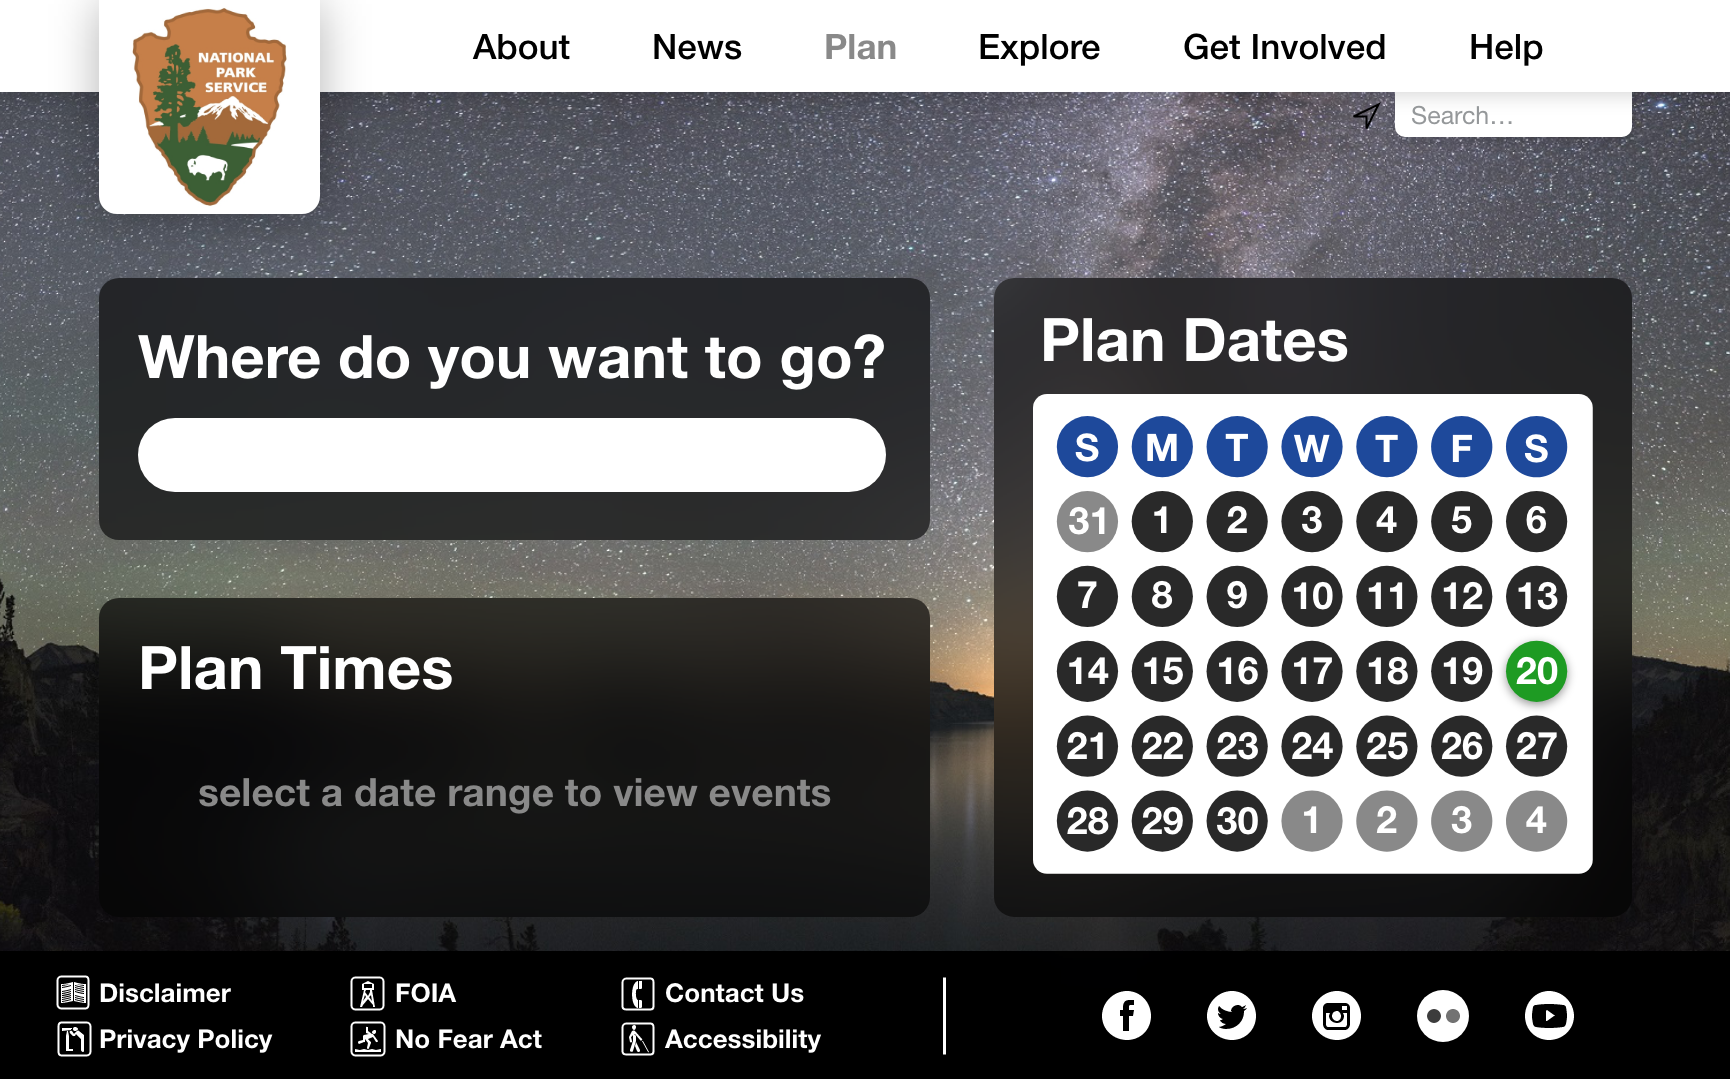 NATIONAL
PARK
SERVICE
About News Plan Explore Get Involved Help
Search...
Where do you want to go?
Plan Times
select a date range to view events
Plan Dates
S M T W T F S
31 1 2 3 4 5 6
7 8 9 10 11 12 13
14 15 16 17 18 19 20
21 22 23 24 25 26 27
28 29 30 1 2 3 4
Disclaimer FOIA Contact Us
Privacy Policy No Fear Act Accessibility